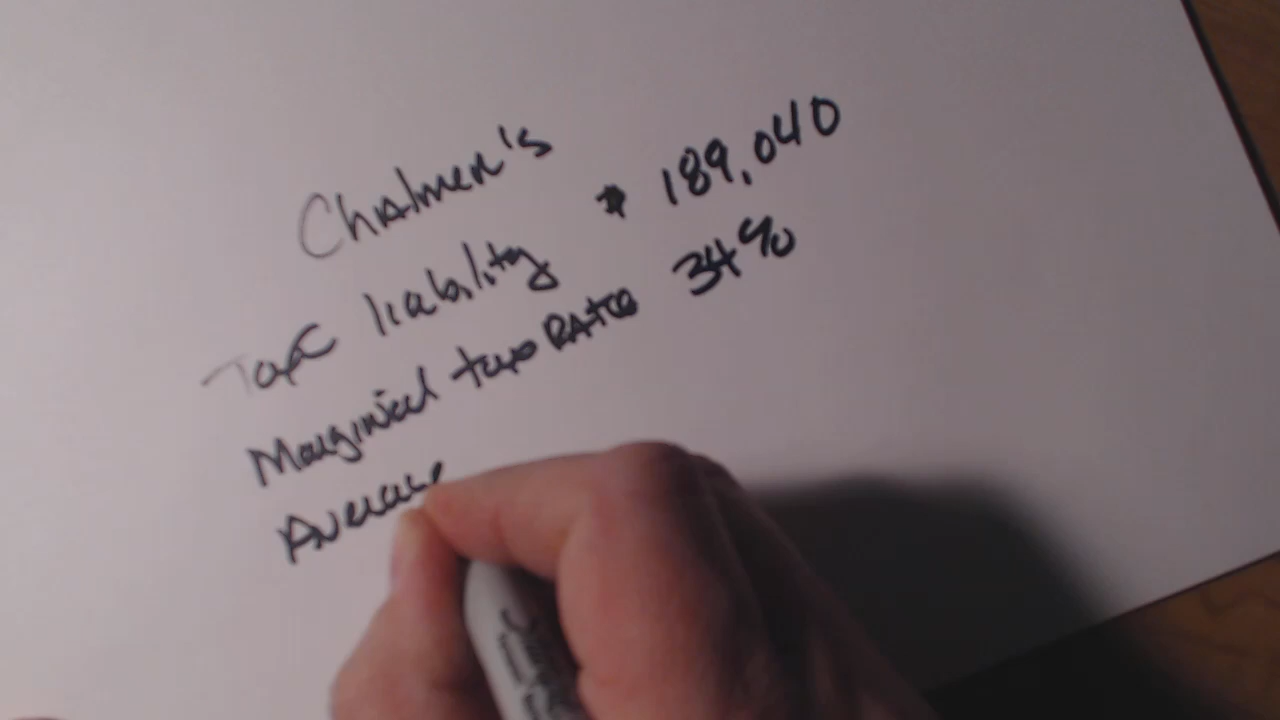 Chalmer's
Tax liability $ 189,040
Marginal tax Rate 34%
Average